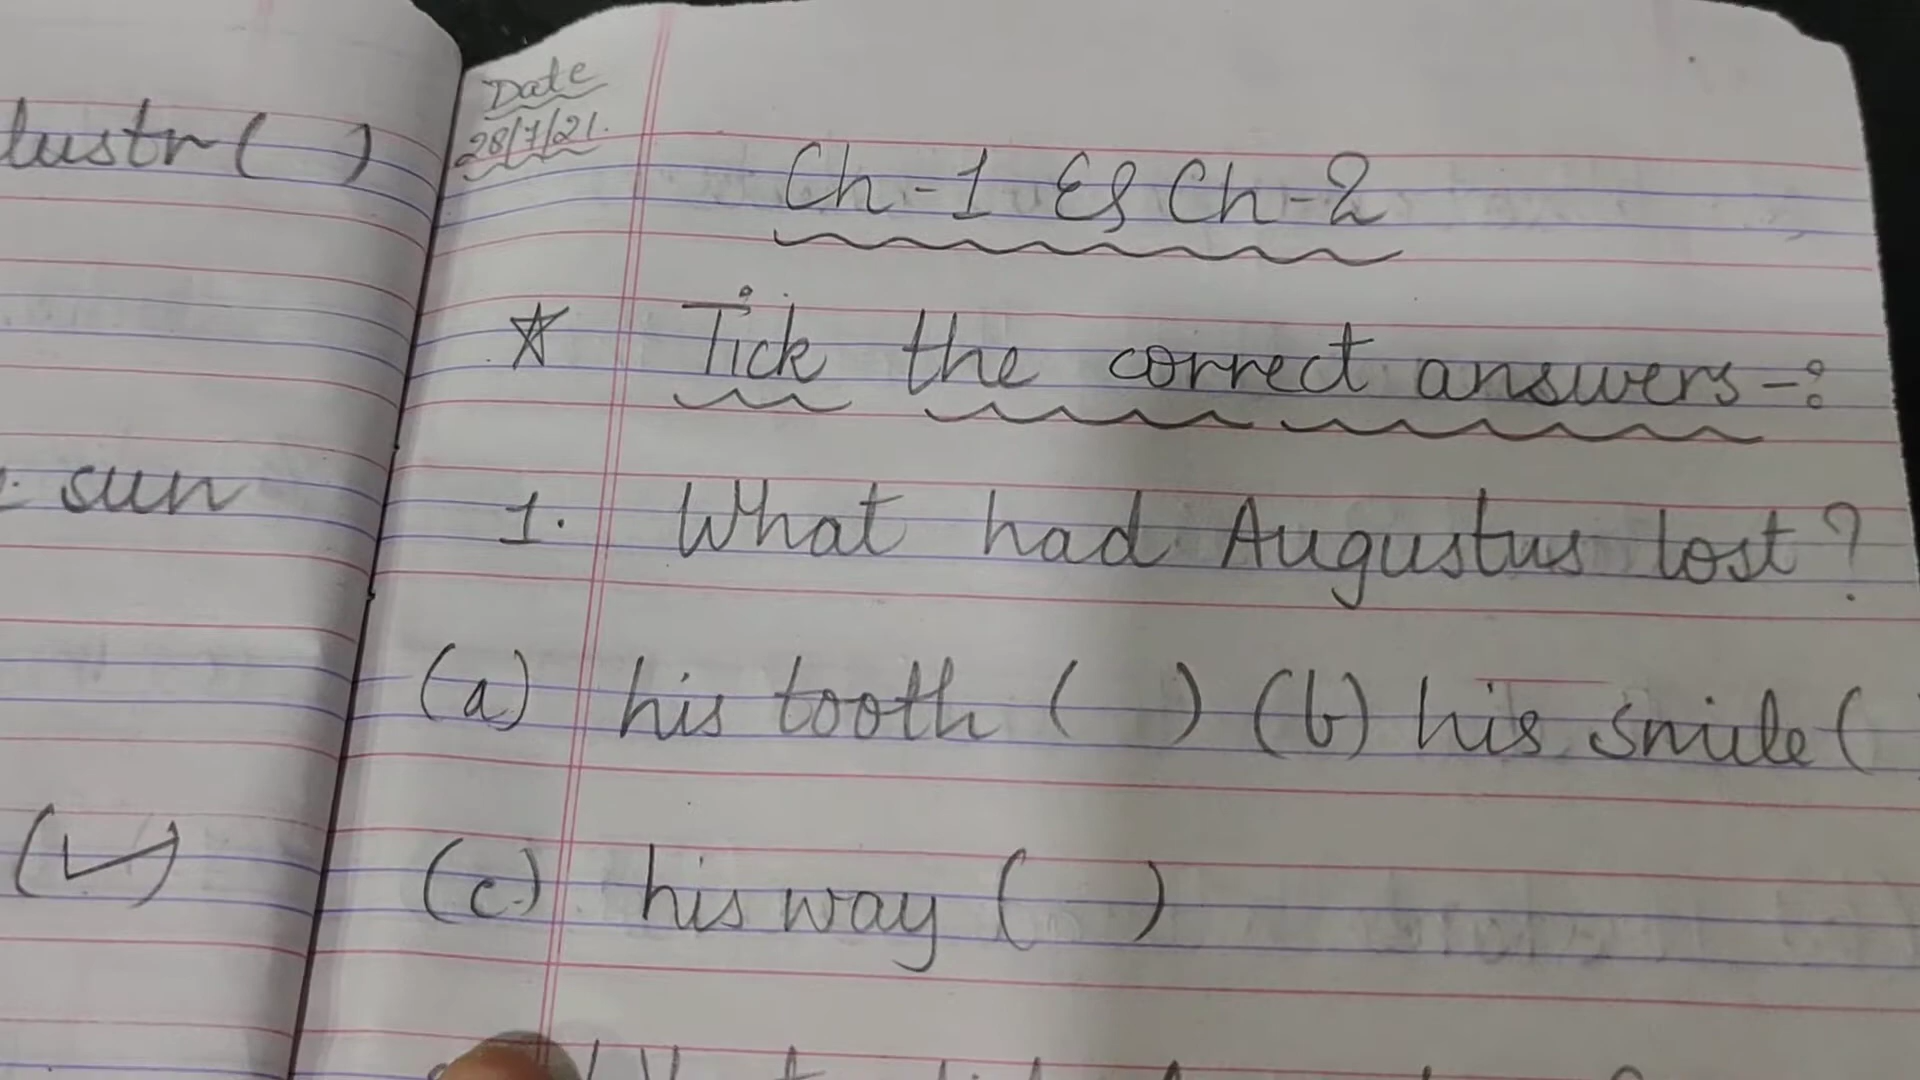 lustr ( )
sun
(✓)
Date
28/7/21.
Ch-1 & Ch-2
☆ Tick the correct answers-:
1. What had Augustus lost?
(a) his tooth ( ) (b) his smile (
(c) his way ( )